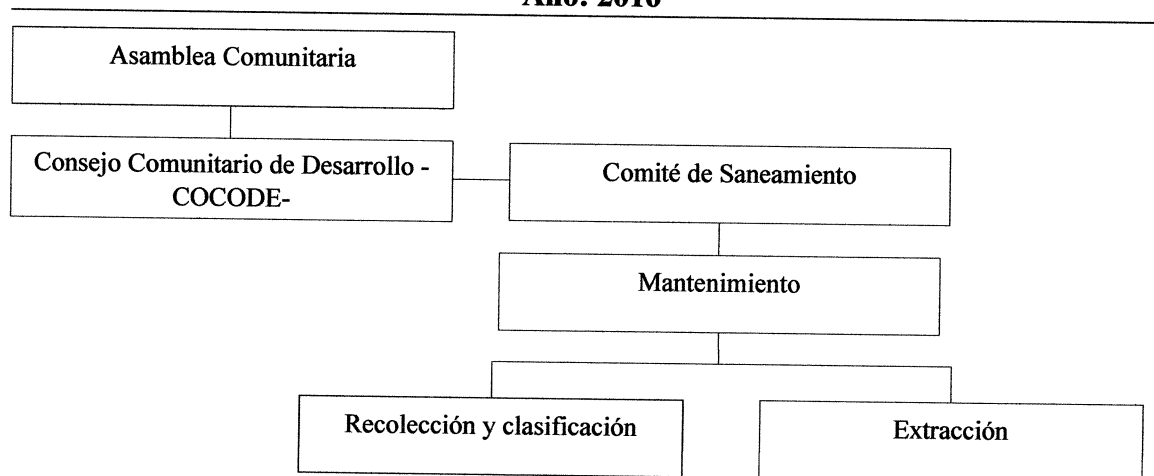 Asamblea Comunitaria
Consejo Comunitario de Desarrollo -
COCODE-
Comité de Saneamiento
Mantenimiento
Recolección y clasificación
Extracción